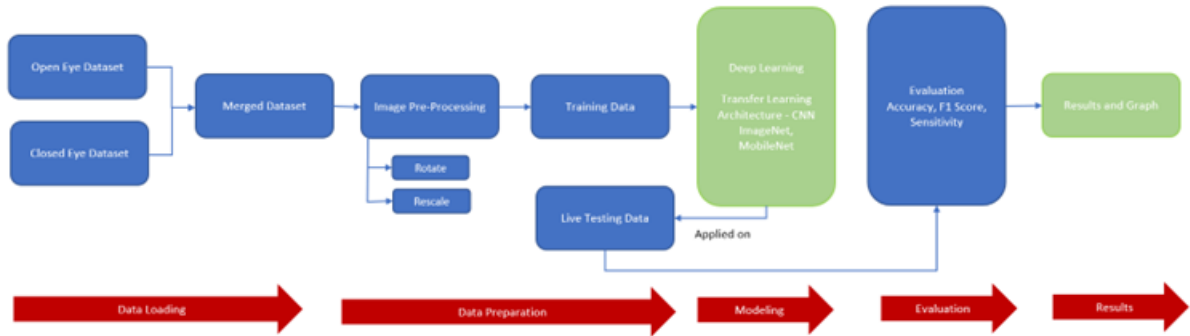 Open Eye Dataset
Closed Eye Dataset
Merged Dataset
Image Pre-Processing
Rotate
Rescale
Training Data
Live Testing Data
Deep Learning
Transfer Learning
Architecture - CNN
ImageNet,
MobileNet
Applied on
Evaluation
Accuracy, F1 Score,
Sensitivity
Results and Graph
Data Loading
Data Preparation
Modeling
Evaluation
Results